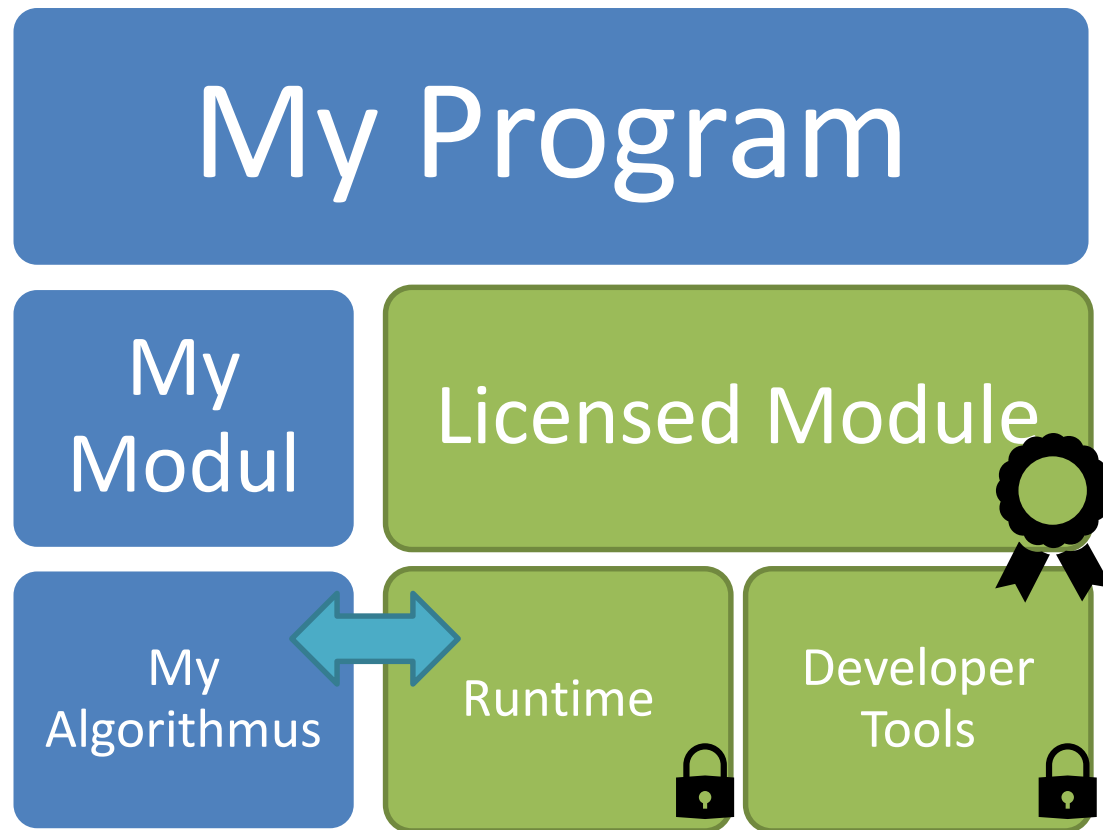 My Program
My
Modul
Licensed Module
My
Algorithmus
Runtime
Developer
Tools